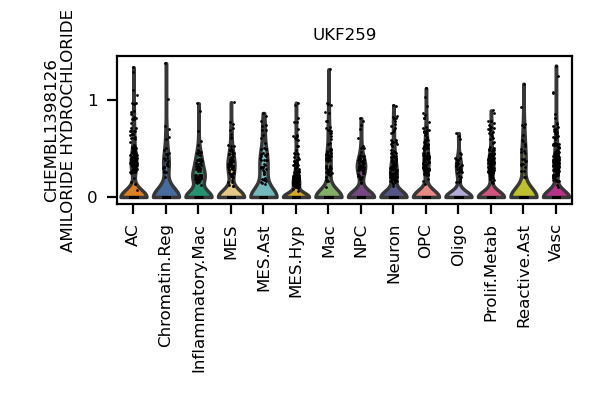 UKF259
CHEMBL1398126
AMILORIDE HYDROCHLORIDE
1
0
AC
Chromatin.Reg
Inflammatory.Mac
MES
MES.Ast
MES.Hyp
Mac
NPC
Neuron
OPC
Oligo
Prolif.Metab
Reactive.Ast
Vasc